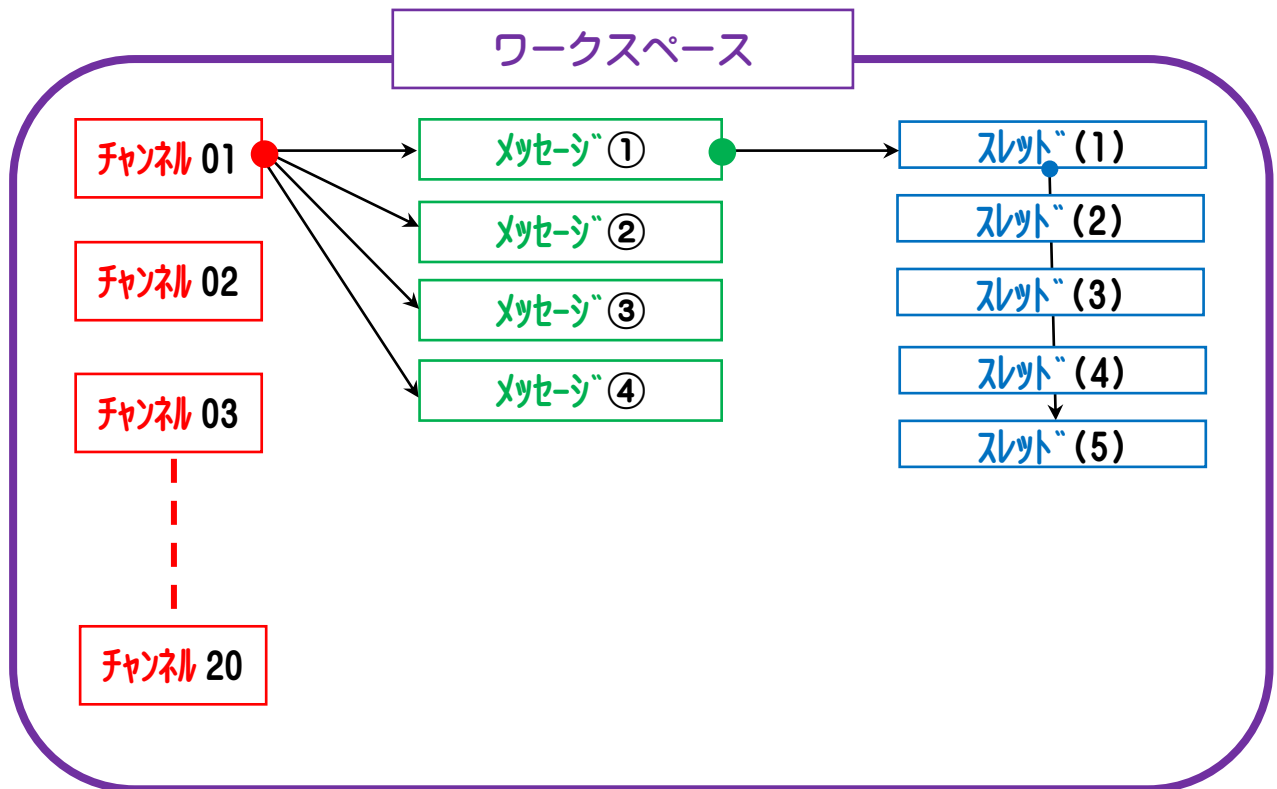 ワークスペース
ﾁｬﾝﾈﾙ 01
ﾁｬﾝﾈﾙ 02
ﾁｬﾝﾈﾙ 03
ﾁｬﾝﾈﾙ 20
ﾒｯｾｰｼﾞ①
ﾒｯｾｰｼﾞ②
ﾒｯｾｰｼﾞ③
ﾒｯｾｰｼﾞ④
ｽﾚｯﾄﾞ(1)
ｽﾚｯﾄﾞ(2)
ｽﾚｯﾄﾞ(3)
ｽﾚｯﾄﾞ(4)
ｽﾚｯﾄﾞ(5)